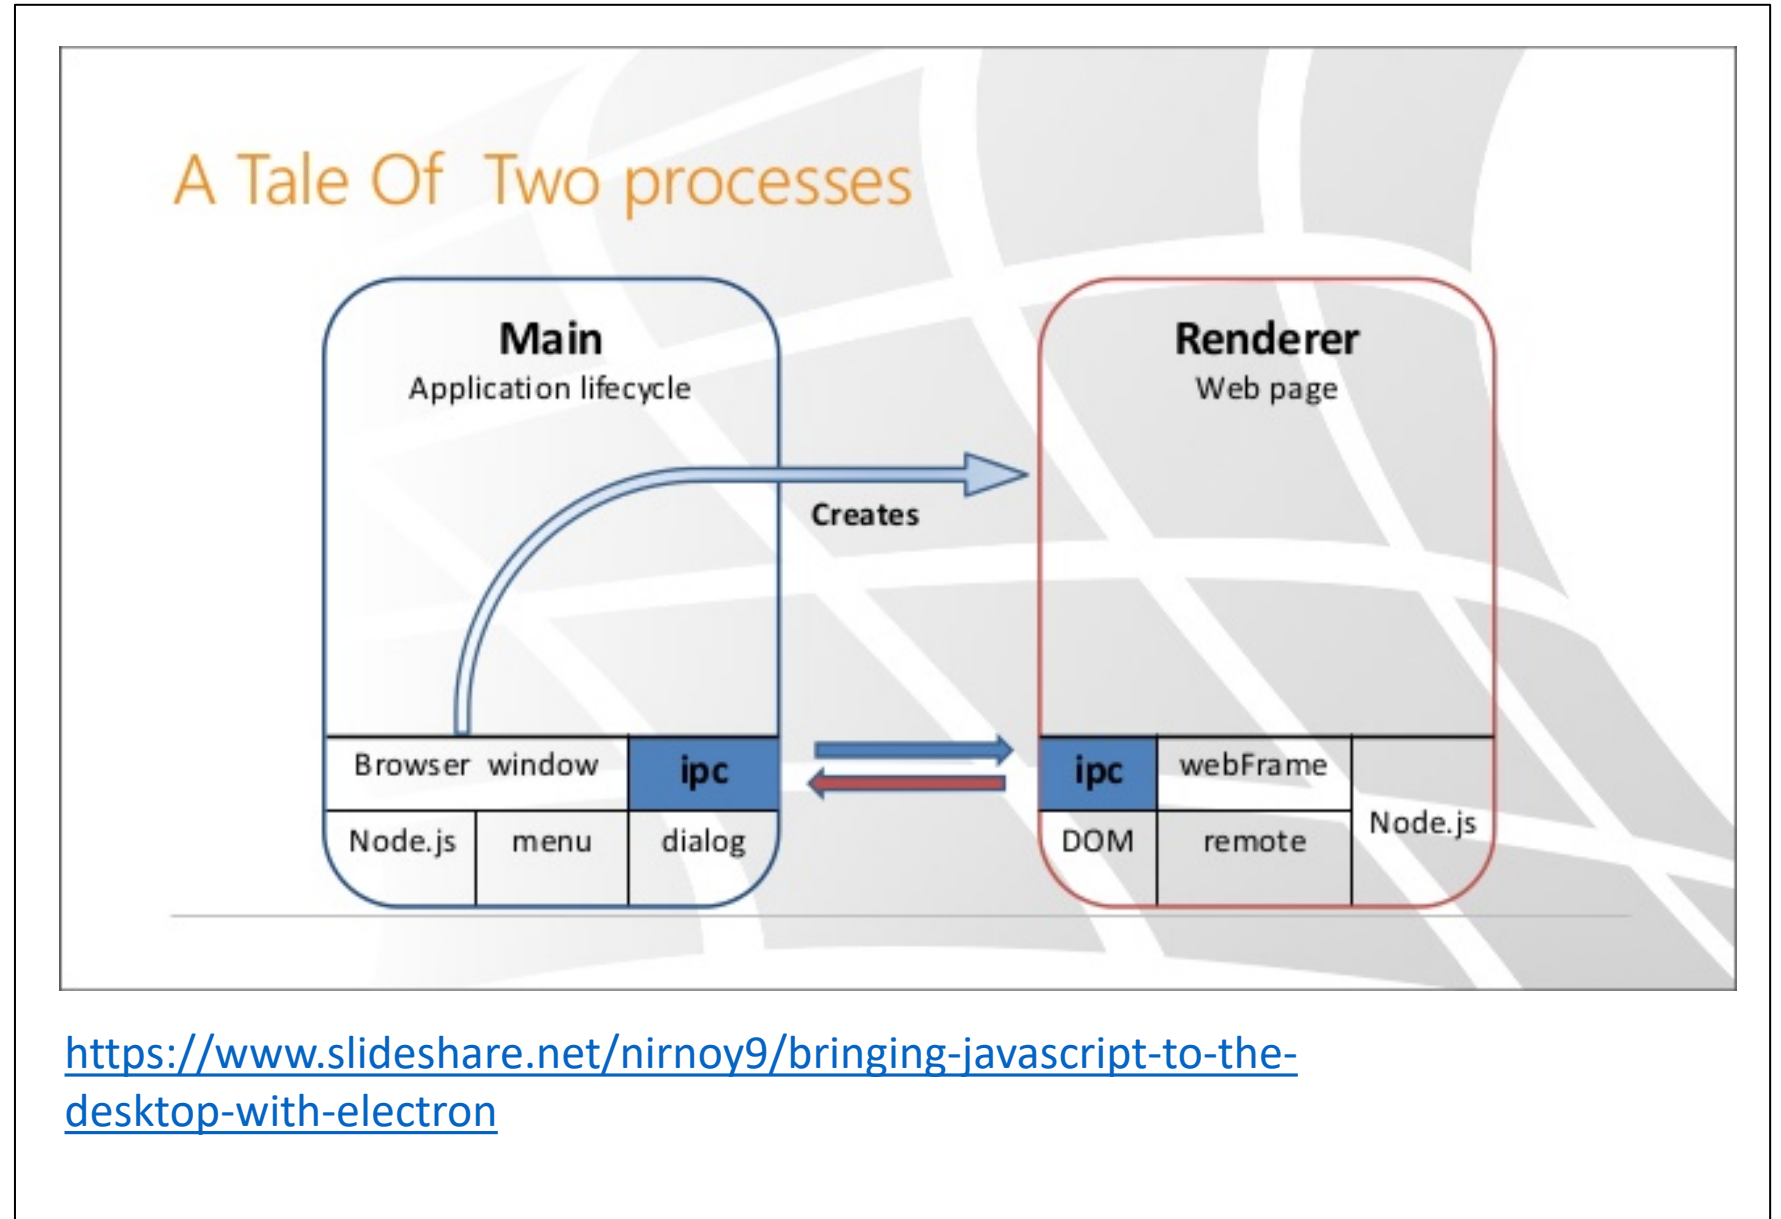 A Tale Of Two processes
Main
Application lifecycle
Renderer
Web page
Creates
Browser window
ipc
Node.js
menu
dialog
ipc
webFrame
DOM
remote
Node.js
https://www.slideshare.net/nirnoy9/bringing-javascript-to-the-
desktop-with-electron